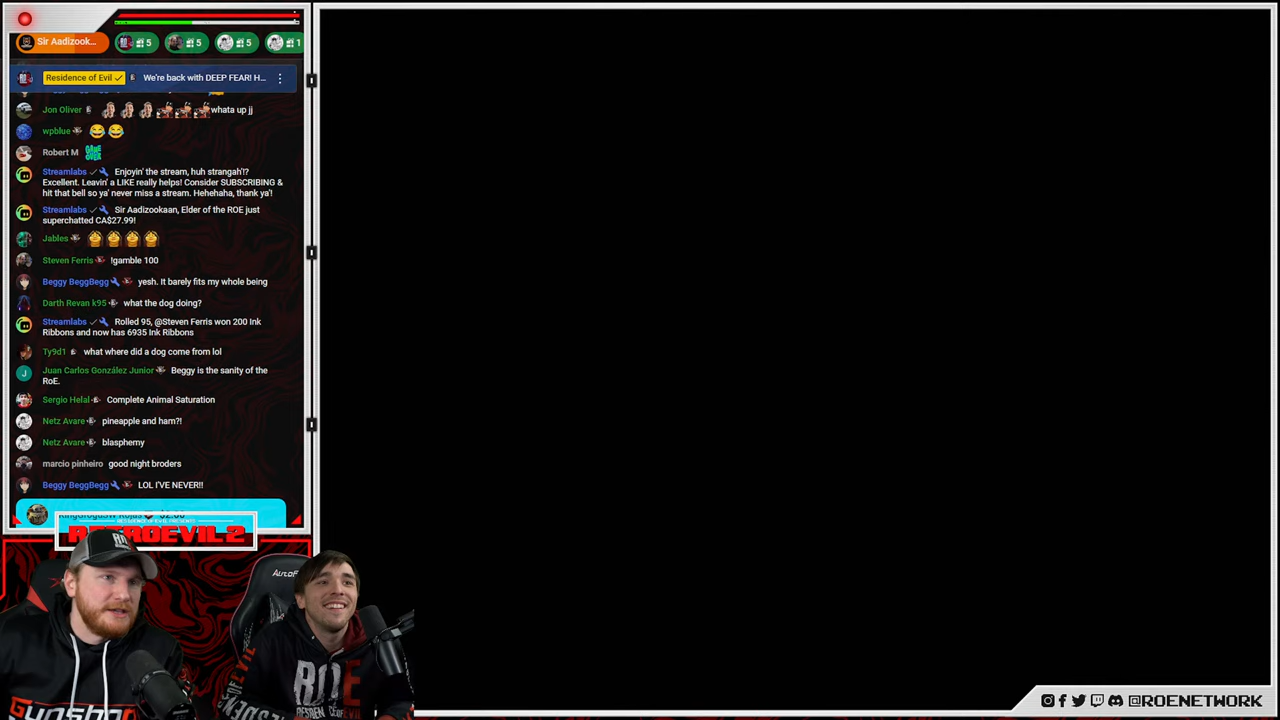 Sir Aadizook...
5
5
5
1
Residence of Evil We're back with DEEP FEAR! H...
Jon Oliver whata up jj
wpblue
Robert M GAME OVER
Streamlabs Enjoyin' the stream, huh strangah'!?
Excellent. Leavin' a LIKE really helps! Consider SUBSCRIBING &
hit that bell so ya' never miss a stream. Hehehaha, thank ya'!
Streamlabs Sir Aadizookaan, Elder of the ROE just
superchatted CA$27.99!
Jables
Steven Ferris !gamble 100
Beggy BeggBegg yesh. It barely fits my whole being
Darth Revan k95 what the dog doing?
Streamlabs Rolled 95, @Steven Ferris won 200 Ink
Ribbons and now has 6935 Ink Ribbons
Ty9d1 what where did a dog come from lol
J
Juan Carlos González Junior Beggy is the sanity of the
RoE.
Sergio Helal Complete Animal Saturation
Netz Avare pineapple and ham?!
Netz Avare blasphemy
marcio pinheiro good night broders
Beggy BeggBegg LOL I'VE NEVER!!
RESIDENCE OF EVIL PRESENTS
RETROEVIL 2
ROE
@ROENETWORK